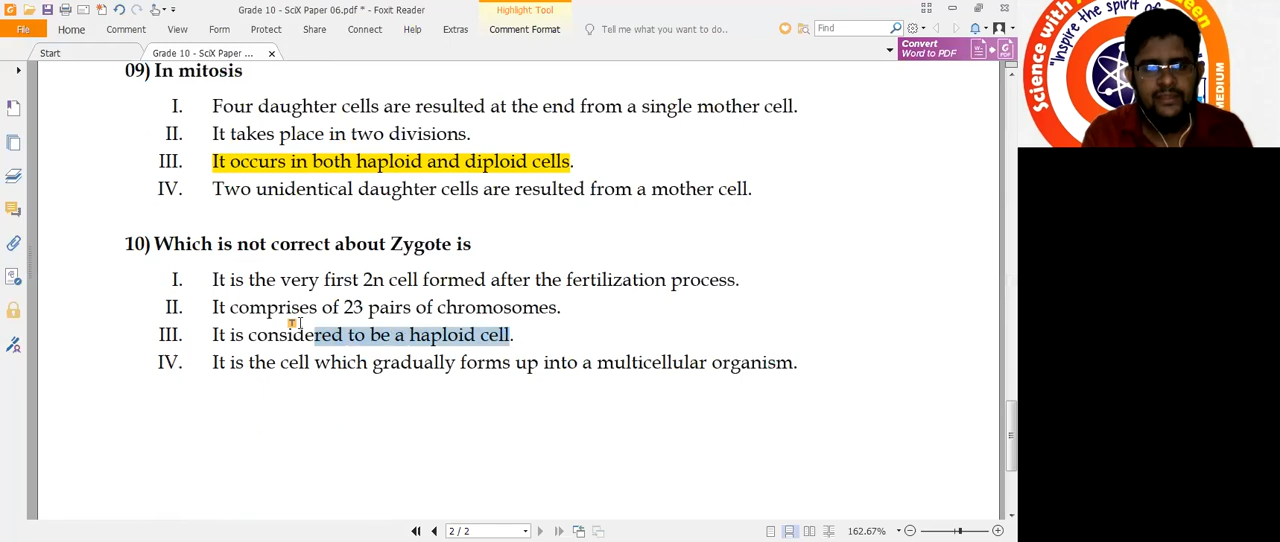 Grade 10 - SciX Paper 06.pdf * - Foxit Reader
Highlight Tool
File Home Comment View Form Protect Share Connect Help Extras Comment Format Tell me what you want to do.. Find
Start Grade 10 - SciX Paper 06.pdf ... Convert Word to PDF
09) In mitosis
I. Four daughter cells are resulted at the end from a single mother cell.
II. It takes place in two divisions.
III. It occurs in both haploid and diploid cells.
IV. Two unidentical daughter cells are resulted from a mother cell.
10) Which is not correct about Zygote is
I. It is the very first 2n cell formed after the fertilization process.
II. It comprises of 23 pairs of chromosomes.
III. It is considered to be a haploid cell.
IV. It is the cell which gradually forms up into a multicellular organism.
2 / 2 162.67%
Science with
"Inspire the spirit of
MEDIUM